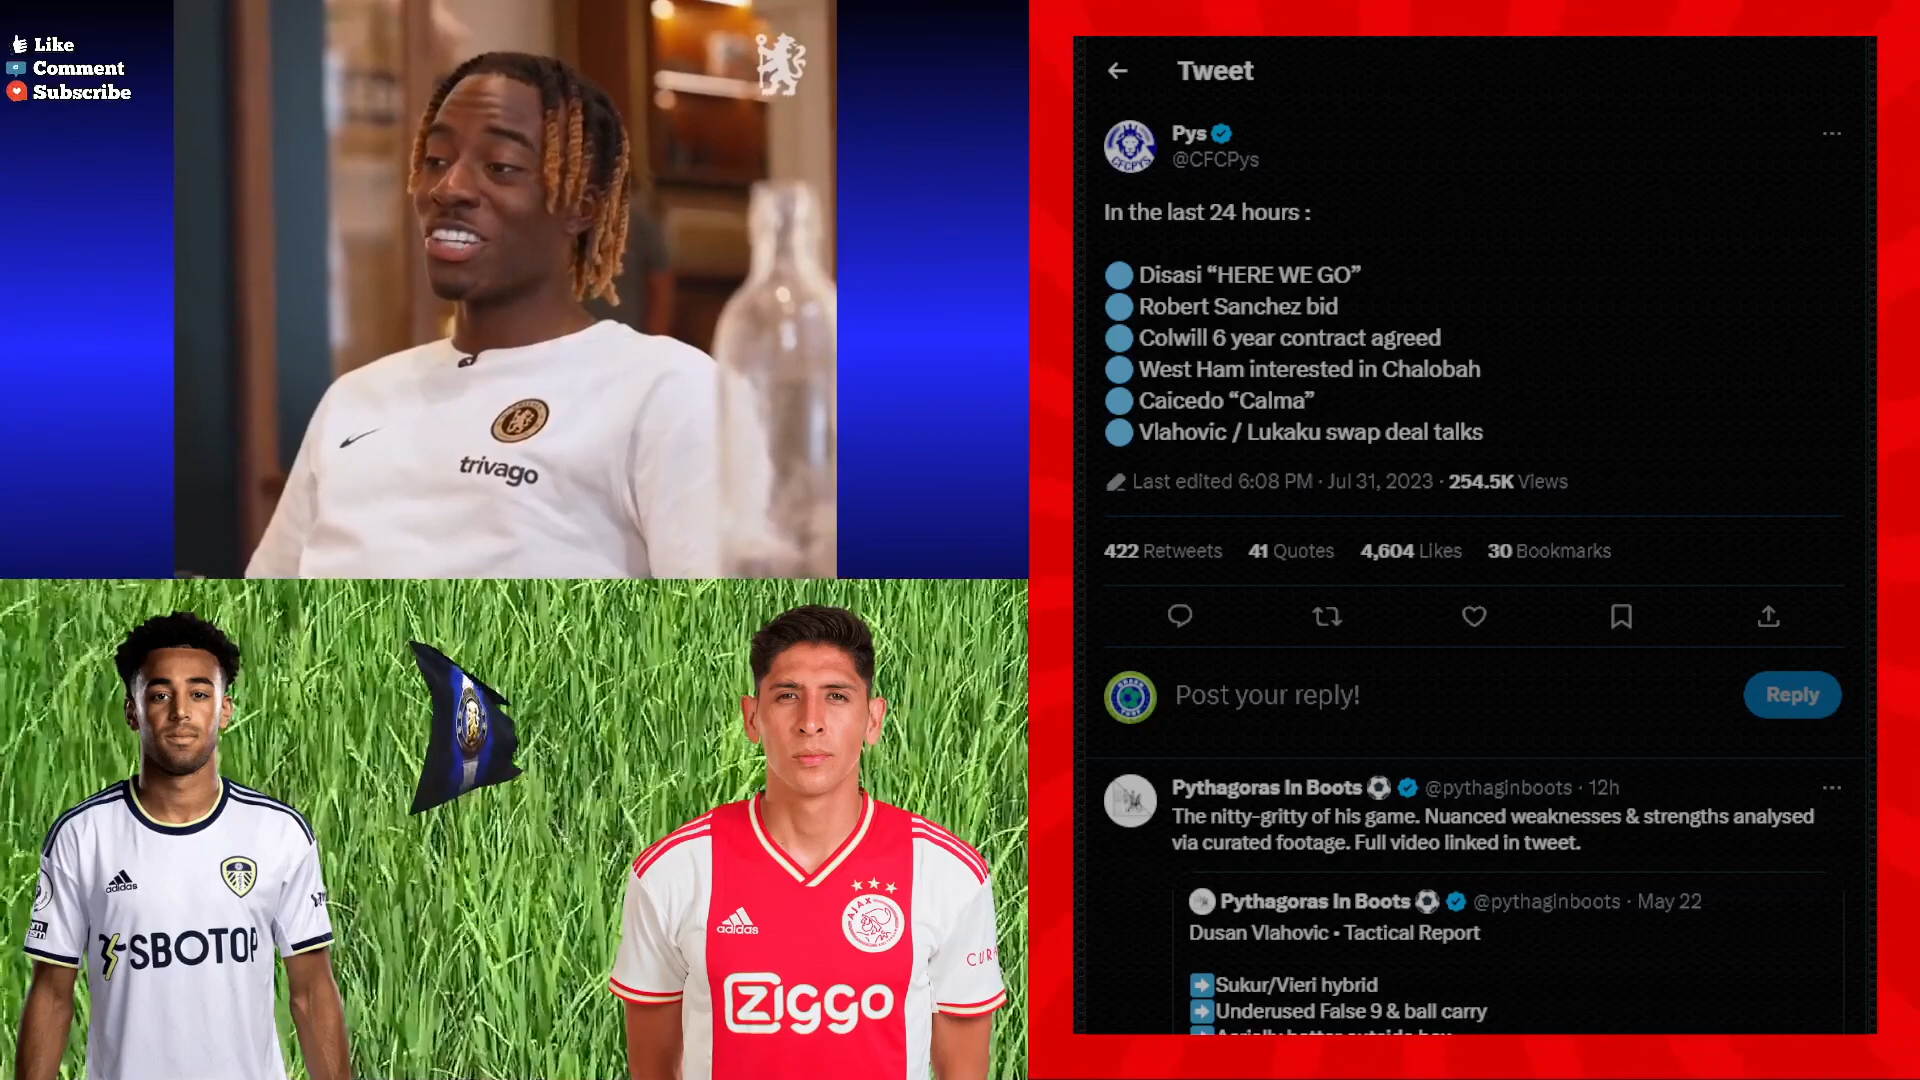 Like
Comment
Subscribe
trivago
adidas
SBOTOP
AJAX
adidas
CURA
ziggo
Tweet
Pys
@CFCPys
In the last 24 hours :
Disasi “HERE WE GO”
Robert Sanchez bid
Colwill 6 year contract agreed
West Ham interested in Chalobah
Caicedo “Calma”
Vlahovic / Lukaku swap deal talks
Last edited 6:08 PM · Jul 31, 2023 · 254.5K Views
422 Retweets 41 Quotes 4,604 Likes 30 Bookmarks
Post your reply!
Reply
Pythagoras In Boots @pythaginboots · 12h
The nitty-gritty of his game. Nuanced weaknesses & strengths analysed
via curated footage. Full video linked in tweet.
Pythagoras In Boots @pythaginboots · May 22
Dusan Vlahovic • Tactical Report
Sukur/Vieri hybrid
Underused False 9 & ball carry